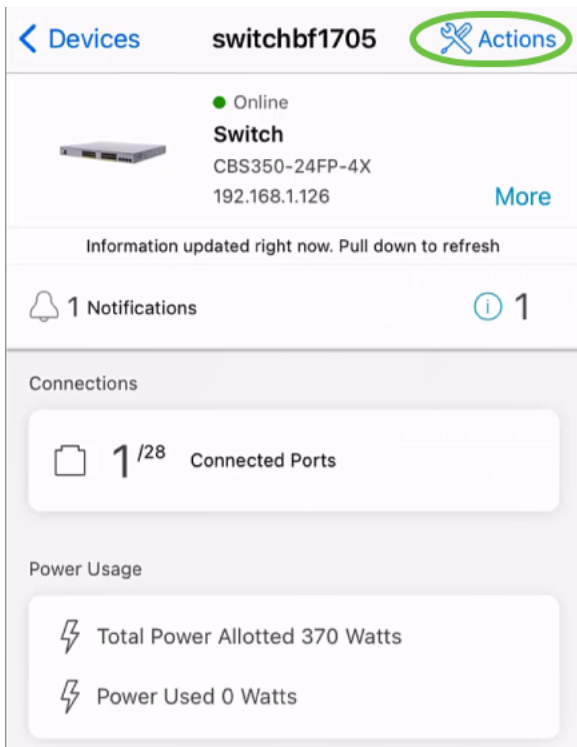 Devices
switchbf1705
Actions
Online
Switch
CBS350-24FP-4X
192.168.1.126
More
Information updated right now. Pull down to refresh
1 Notifications
1
Connections
1/28 Connected Ports
Power Usage
Total Power Allotted 370 Watts
Power Used 0 Watts